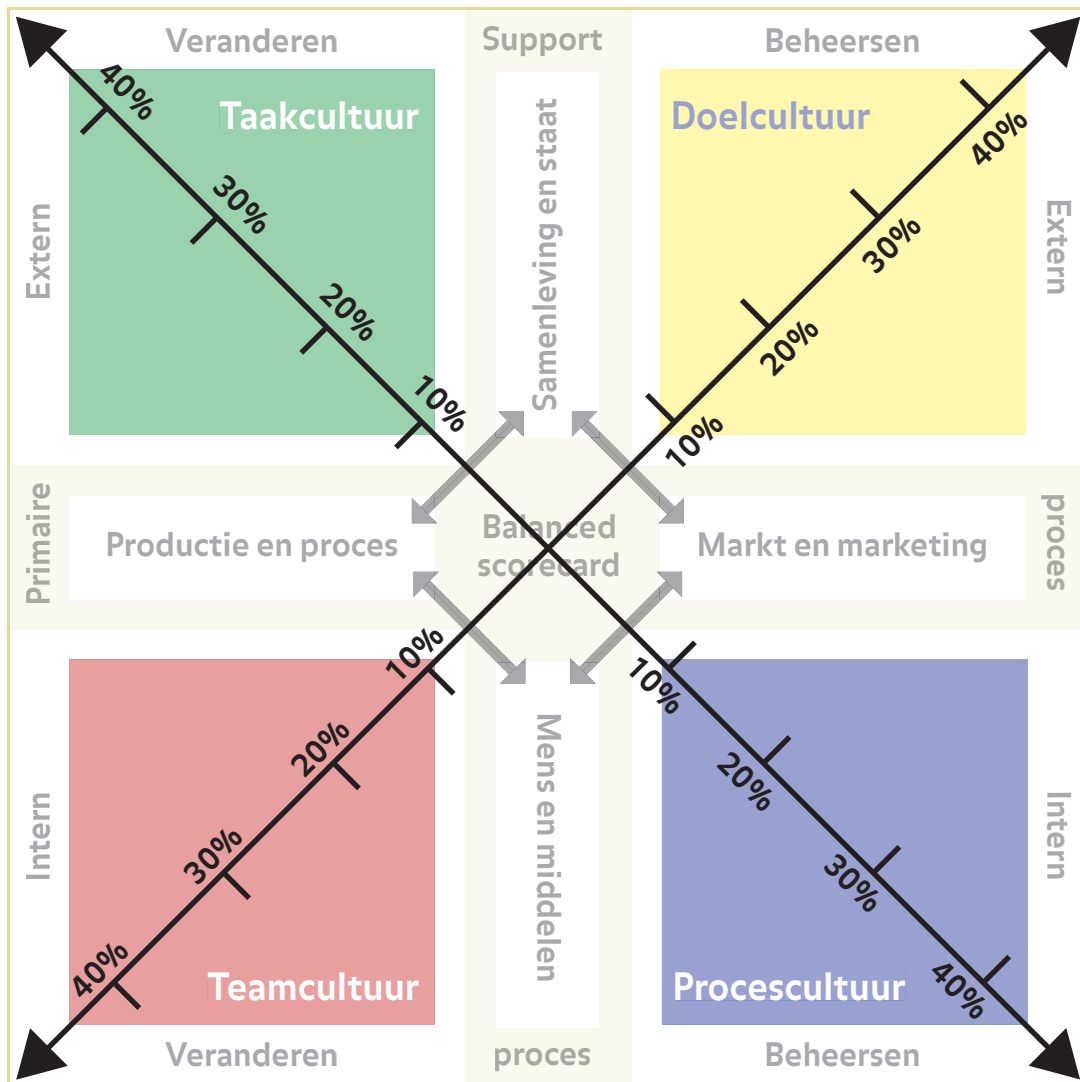 Veranderen
Support
Beheersen
Taakcultuur
Doelcultuur
40%
30%
20%
10%
40%
30%
20%
10%
Extern
Samenleving en staat
Extern
Primaire
Productie en proces
Balanced
scorecard
Markt en marketing
proces
10%
20%
30%
40%
10%
20%
30%
40%
Intern
Mens en middelen
Intern
Teamcultuur
Procescultuur
Veranderen
proces
Beheersen